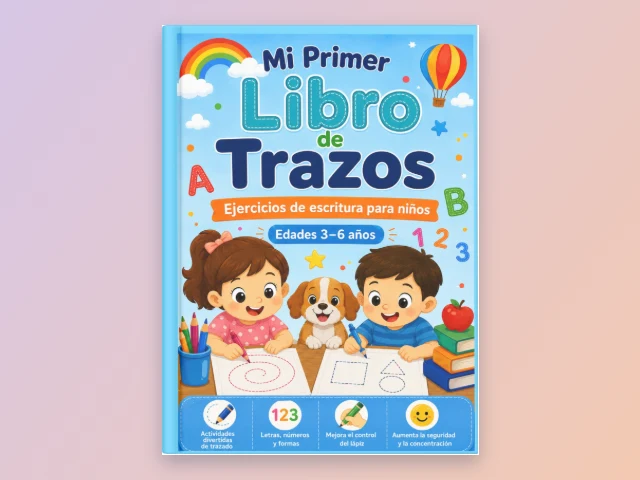 Mi Primer
Libro
de
Trazos
A
Ejercicios de escritura para niños
B
Edades 3–6 años
1 2 3
Actividades
divertidas
de trazado
123
Letras, números
y formas
Mejora el control
del lápiz
Aumenta la seguridad
y la concentración